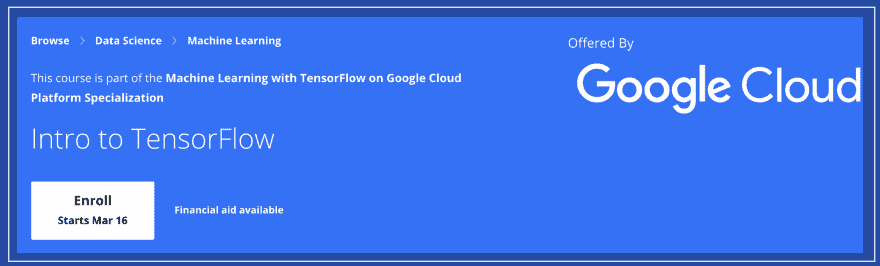 Browse > Data Science > Machine Learning
Offered By
Google Cloud
This course is part of the Machine Learning with TensorFlow on Google Cloud
Platform Specialization
Intro to TensorFlow
Enroll
Starts Mar 16
Financial aid available